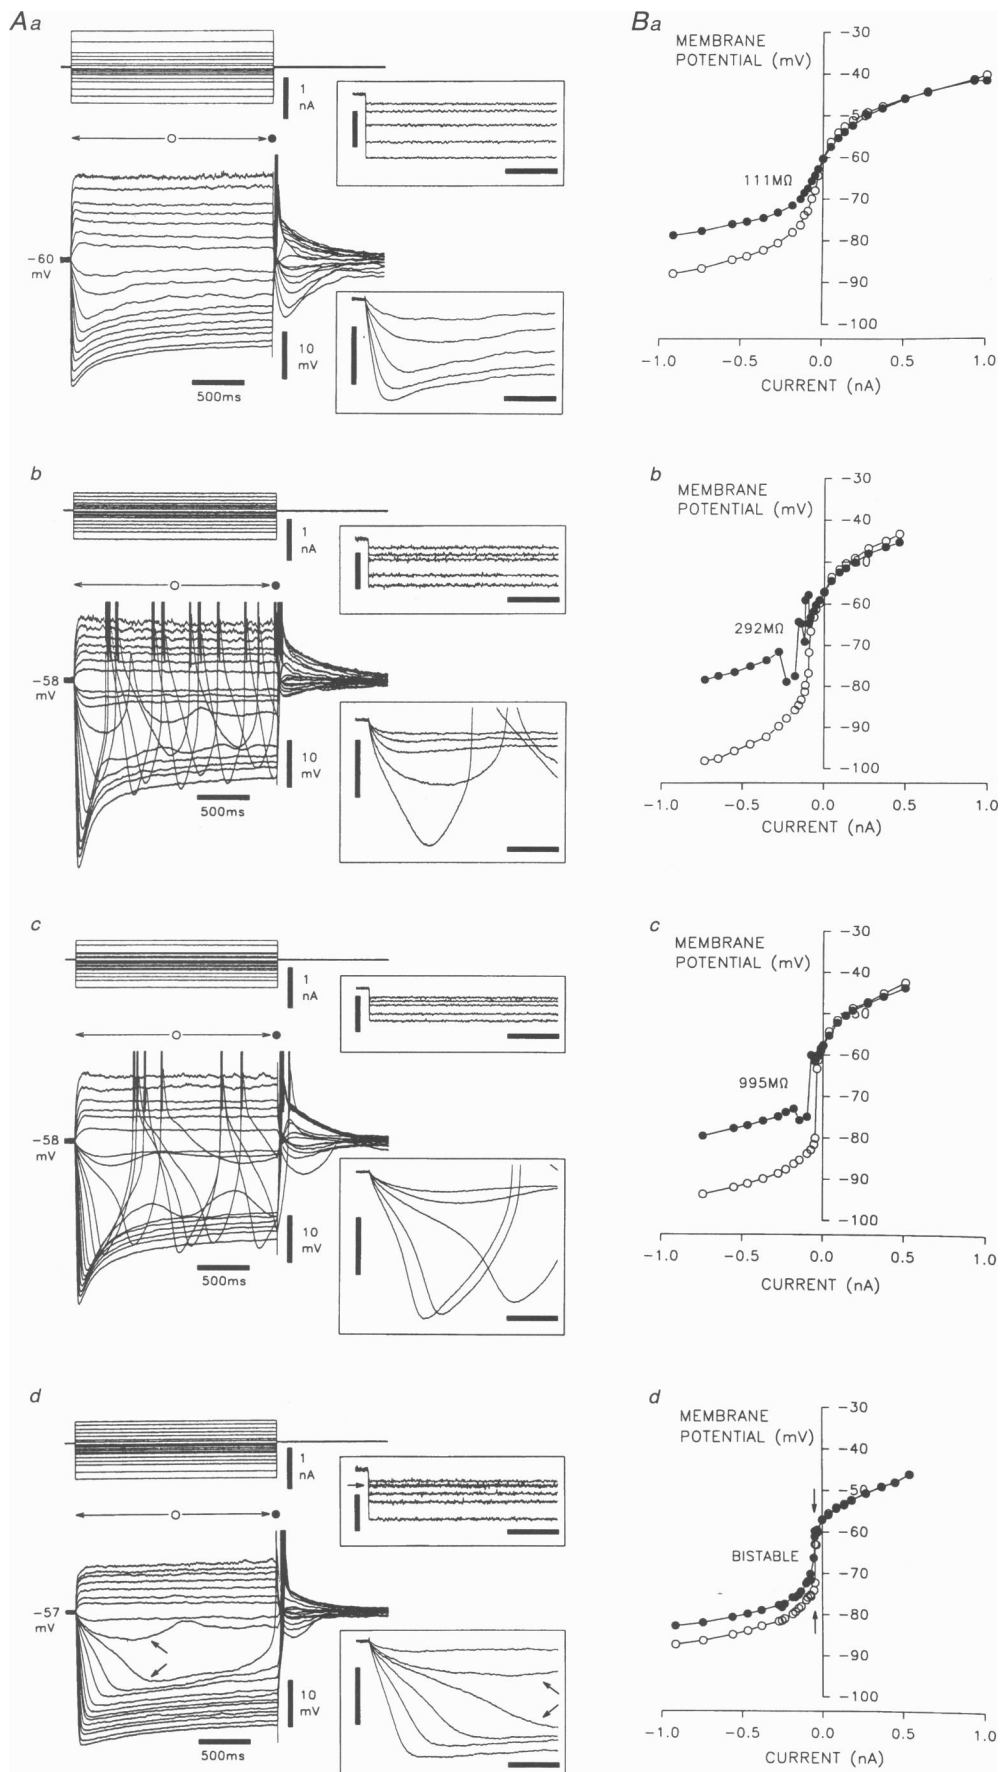 Aa
1
nA
-60
mV
10
mV
500ms
Ba
MEMBRANE
POTENTIAL (mV)
-30
-40
-50
-60
-70
-80
-90
-100
111MΩ
-1.0
-0.5
0.0
0.5
1.0
CURRENT (nA)
b
1
nA
-58
mV
10
mV
500ms
b
MEMBRANE
POTENTIAL (mV)
-30
-40
-60
-70
-80
-90
-100
292MΩ
-1.0
-0.5
0.0
0.5
1.0
CURRENT (nA)
c
1
nA
-58
mV
10
mV
500ms
c
MEMBRANE
POTENTIAL (mV)
-30
-40
-50
-60
-70
-80
-90
-100
995MΩ
-1.0
-0.5
0.0
0.5
1.0
CURRENT (nA)
d
1
nA
-57
mV
10
mV
500ms
d
MEMBRANE
POTENTIAL (mV)
-30
-40
-50
-60
-70
-80
-90
-100
BISTABLE
-1.0
-0.5
0.0
0.5
1.0
CURRENT (nA)